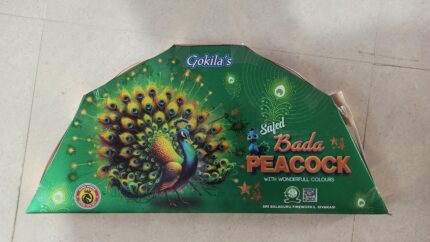 Gokila's
Safed
Bada
PEACOCK
WITH WONDERFULL COLOURS
SRI BALAGURU FIREWORKS, SIVAKASI